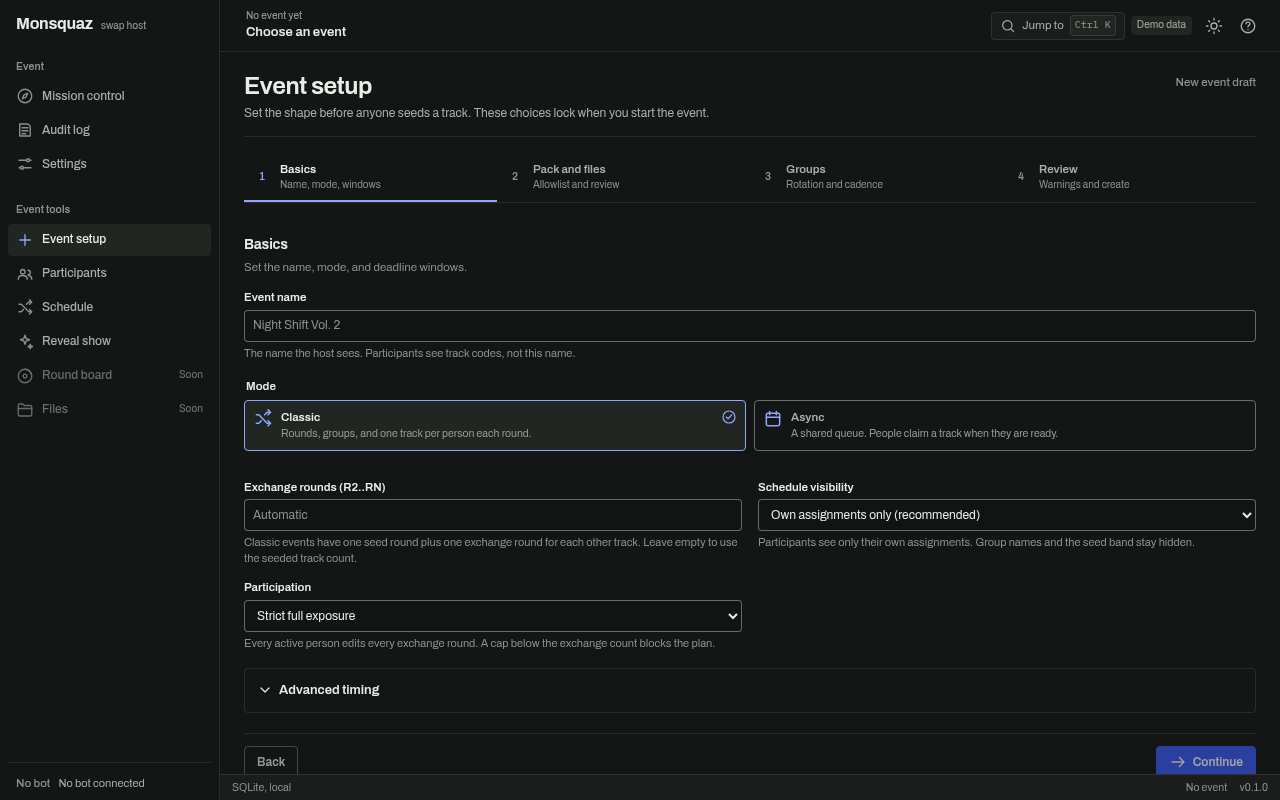 Monsquaz swap host
Event
Mission control
Audit log
Settings
Event tools
Event setup
Participants
Schedule
Reveal show
Round board Soon
Files Soon
No bot No bot connected
No event yet
Choose an event
Jump to Ctrl K
Demo data
Event setup
New event draft
Set the shape before anyone seeds a track. These choices lock when you start the event.
1 Basics
Name, mode, windows
2 Pack and files
Allowlist and review
3 Groups
Rotation and cadence
4 Review
Warnings and create
Basics
Set the name, mode, and deadline windows.
Event name
Night Shift Vol. 2
The name the host sees. Participants see track codes, not this name.
Mode
Classic
Rounds, groups, and one track per person each round.
Async
A shared queue. People claim a track when they are ready.
Exchange rounds (R2..RN)
Automatic
Classic events have one seed round plus one exchange round for each other track. Leave empty to use
the seeded track count.
Schedule visibility
Own assignments only (recommended)
Participants see only their own assignments. Group names and the seed band stay hidden.
Participation
Strict full exposure
Every active person edits every exchange round. A cap below the exchange count blocks the plan.
Advanced timing
Back
Continue
SQLite, local
No event v0.1.0